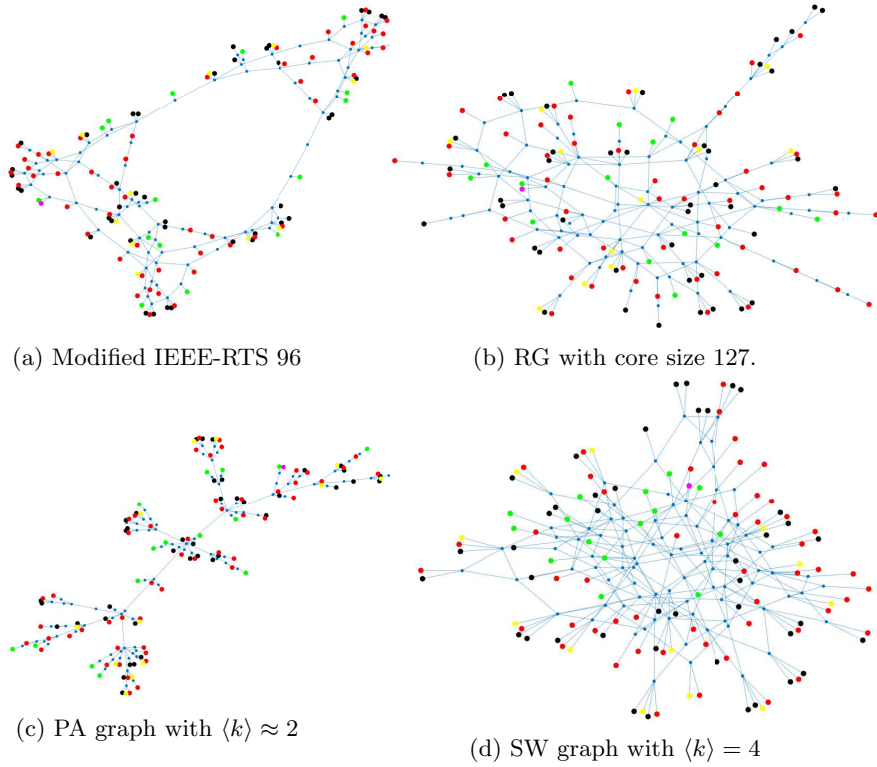 (a) Modified IEEE-RTS 96
(b) RG with core size 127.
(c) PA graph with ⟨k⟩ ≈ 2
(d) SW graph with ⟨k⟩ = 4